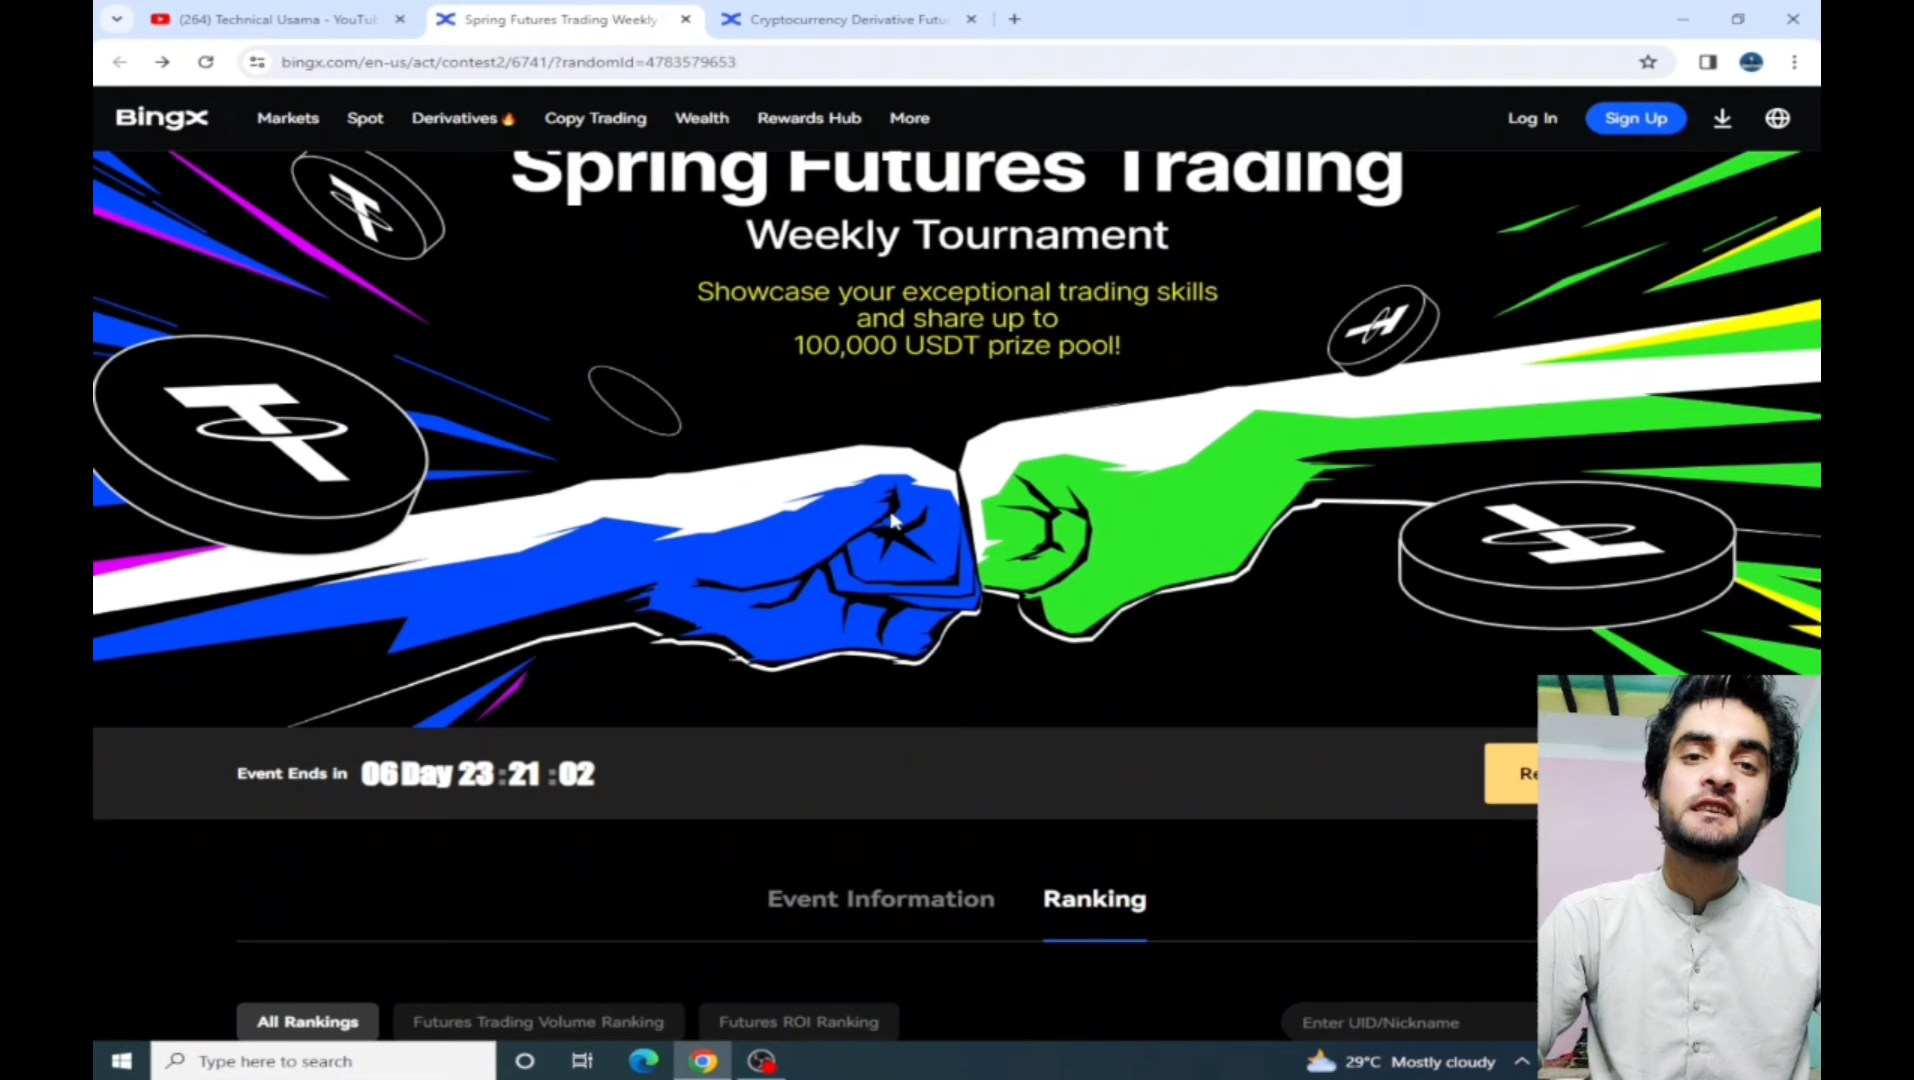 (264) Technical Usama - YouTu
Spring Futures Trading Weekly
Cryptocurrency Derivative Futu
bingx.com/en-us/act/contest2/6741/?randomId=4783579653
BingX
Markets
Spot
Derivatives
Copy Trading
Wealth
Rewards Hub
More
Log In
Sign Up
Spring Futures Trading
Weekly Tournament
Showcase your exceptional trading skills
and share up to
100,000 USDT prize pool!
Event Ends in 06 Day 23 : 21 : 02
Re
Event Information
Ranking
All Rankings
Futures Trading Volume Ranking
Futures ROI Ranking
Enter UID/Nickname
Type here to search
29°C Mostly cloudy